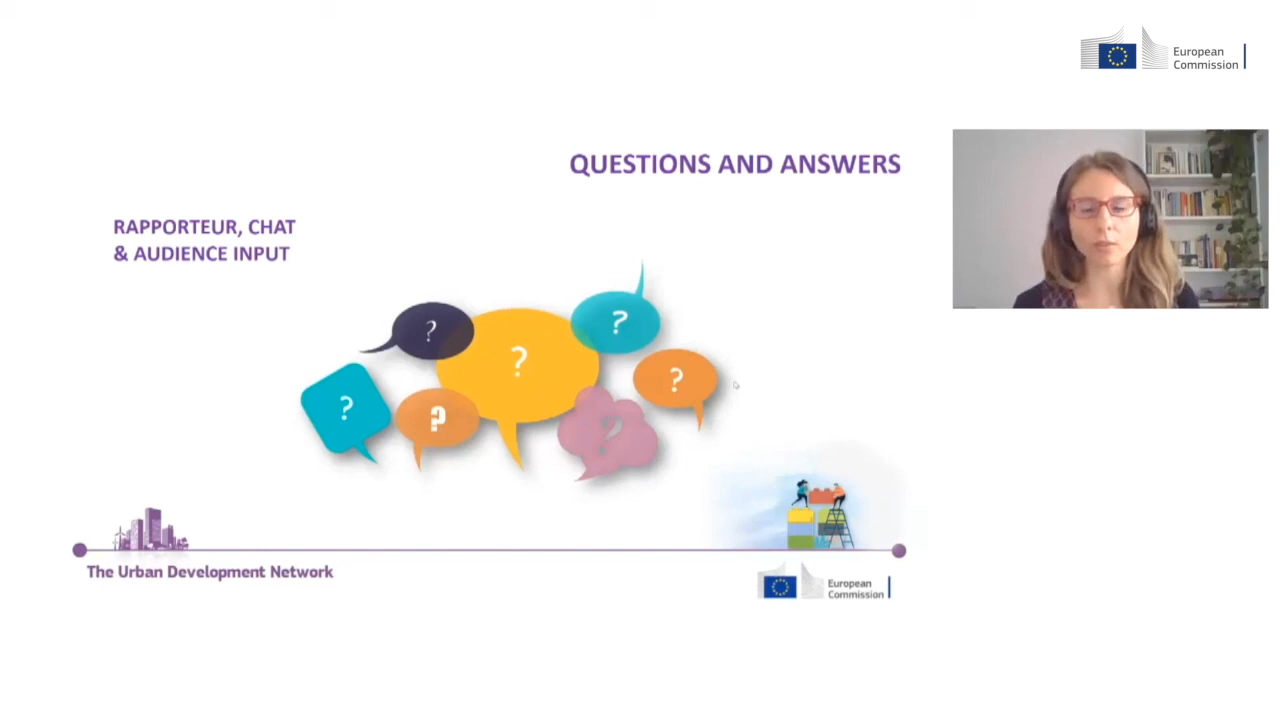 European
Commission
QUESTIONS AND ANSWERS
RAPPORTEUR, CHAT
& AUDIENCE INPUT
?
?
?
?
?
?
?
The Urban Development Network
European
Commission